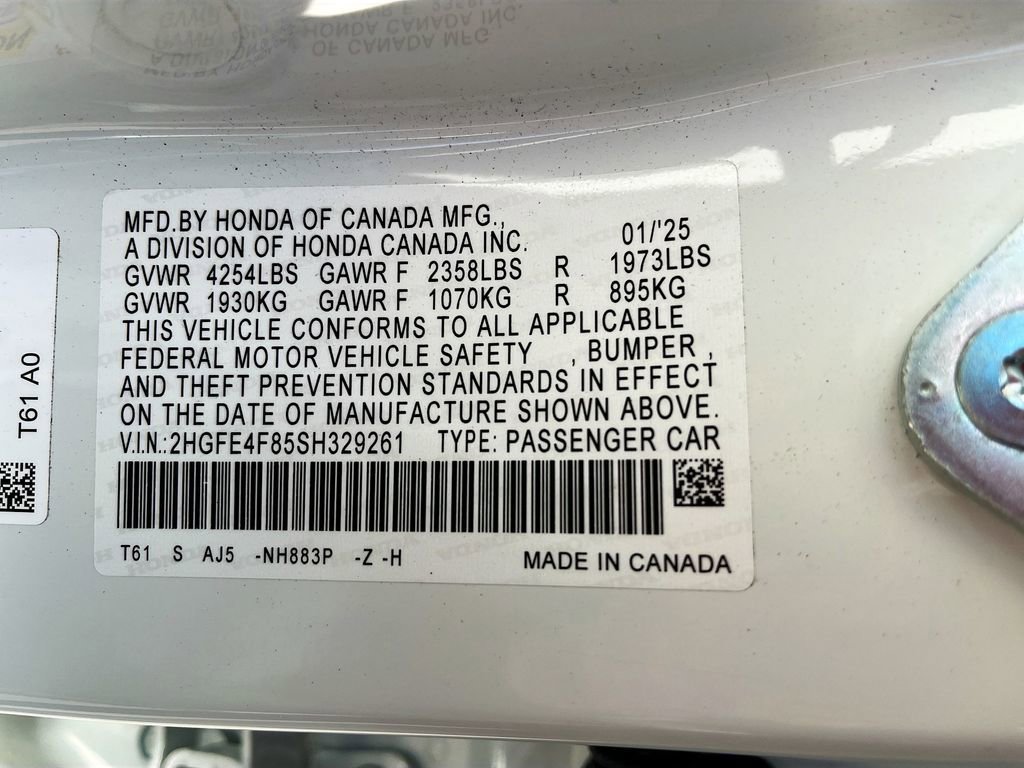 MFD.BY HONDA OF CANADA MFG.,
A DIVISION OF HONDA CANADA INC. 01/'25
GVWR 4254LBS GAWR F 2358LBS R 1973LBS
GVWR 1930KG GAWR F 1070KG R 895KG
THIS VEHICLE CONFORMS TO ALL APPLICABLE
FEDERAL MOTOR VEHICLE SAFETY , BUMPER ,
AND THEFT PREVENTION STANDARDS IN EFFECT
ON THE DATE OF MANUFACTURE SHOWN ABOVE.
V.I.N.:2HGFE4F85SH329261 TYPE: PASSENGER CAR
T61 S AJ5 -NH883P -Z -H MADE IN CANADA
T61 A0